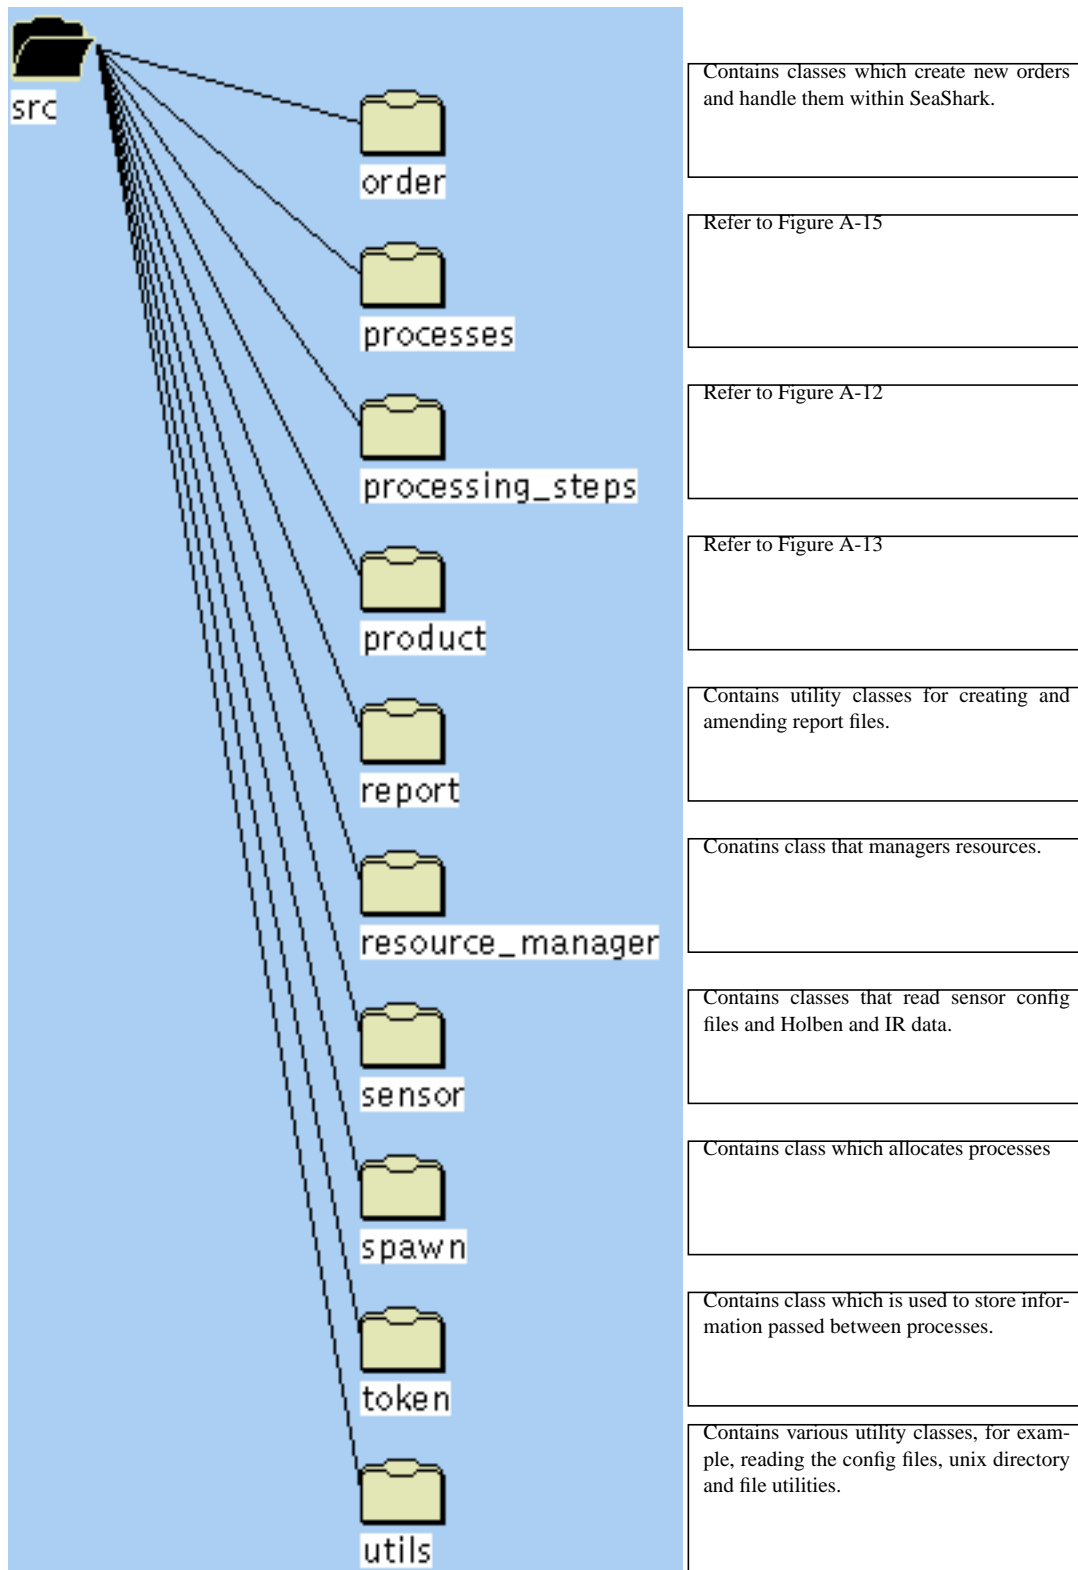 src
Contains classes which create new orders
and handle them within SeaShark.
order
Refer to Figure A-15
processes
Refer to Figure A-12
processing_steps
Refer to Figure A-13
product
Contains utility classes for creating and
amending report files.
report
Conatins class that managers resources.
resource_manager
Contains classes that read sensor config
files and Holben and IR data.
sensor
Contains class which allocates processes
spawn
Contains class which is used to store infor-
mation passed between processes.
token
Contains various utility classes, for exam-
ple, reading the config files, unix directory
and file utilities.
utils